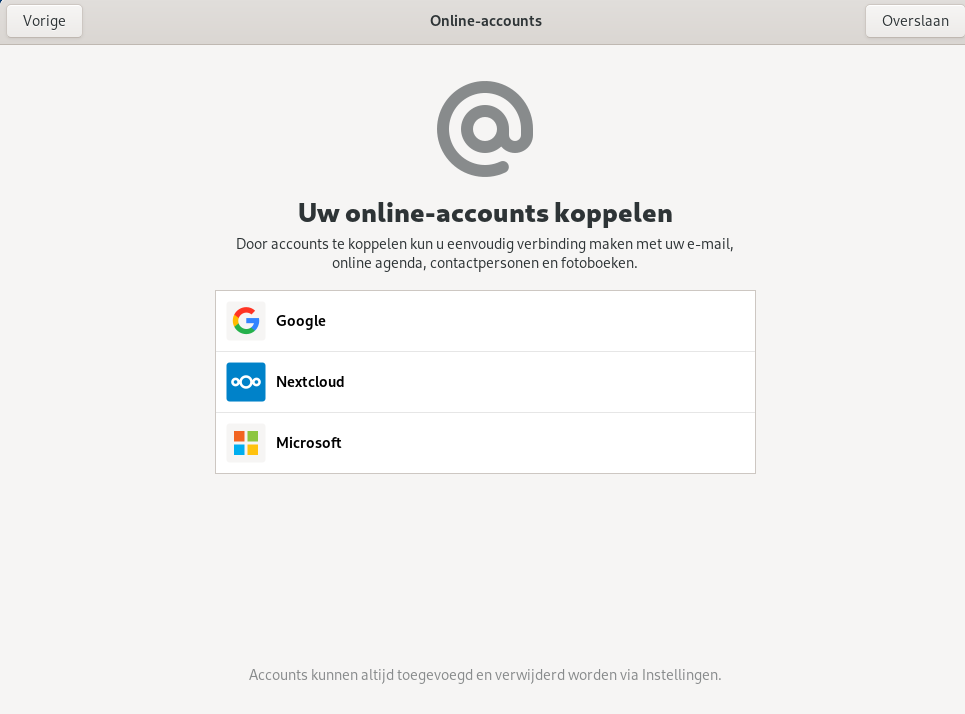 Vorige
Online-accounts
Overslaan
Uw online-accounts koppelen
Door accounts te koppelen kun u eenvoudig verbinding maken met uw e-mail,
online agenda, contactpersonen en fotoboeken.
Google
Nextcloud
Microsoft
Accounts kunnen altijd toegevoegd en verwijderd worden via Instellingen.